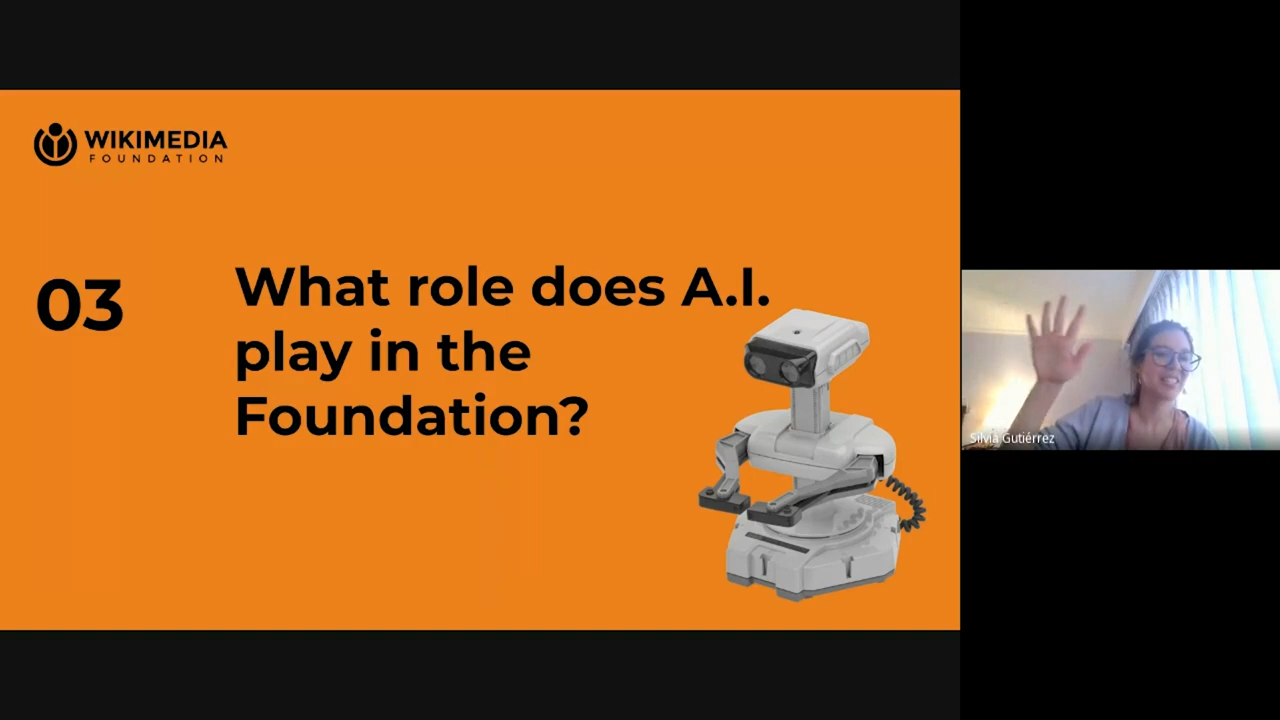 WIKIMEDIA
FOUNDATION
03
What role does A.I.
play in the
Foundation?
Silvia Gutiérrez